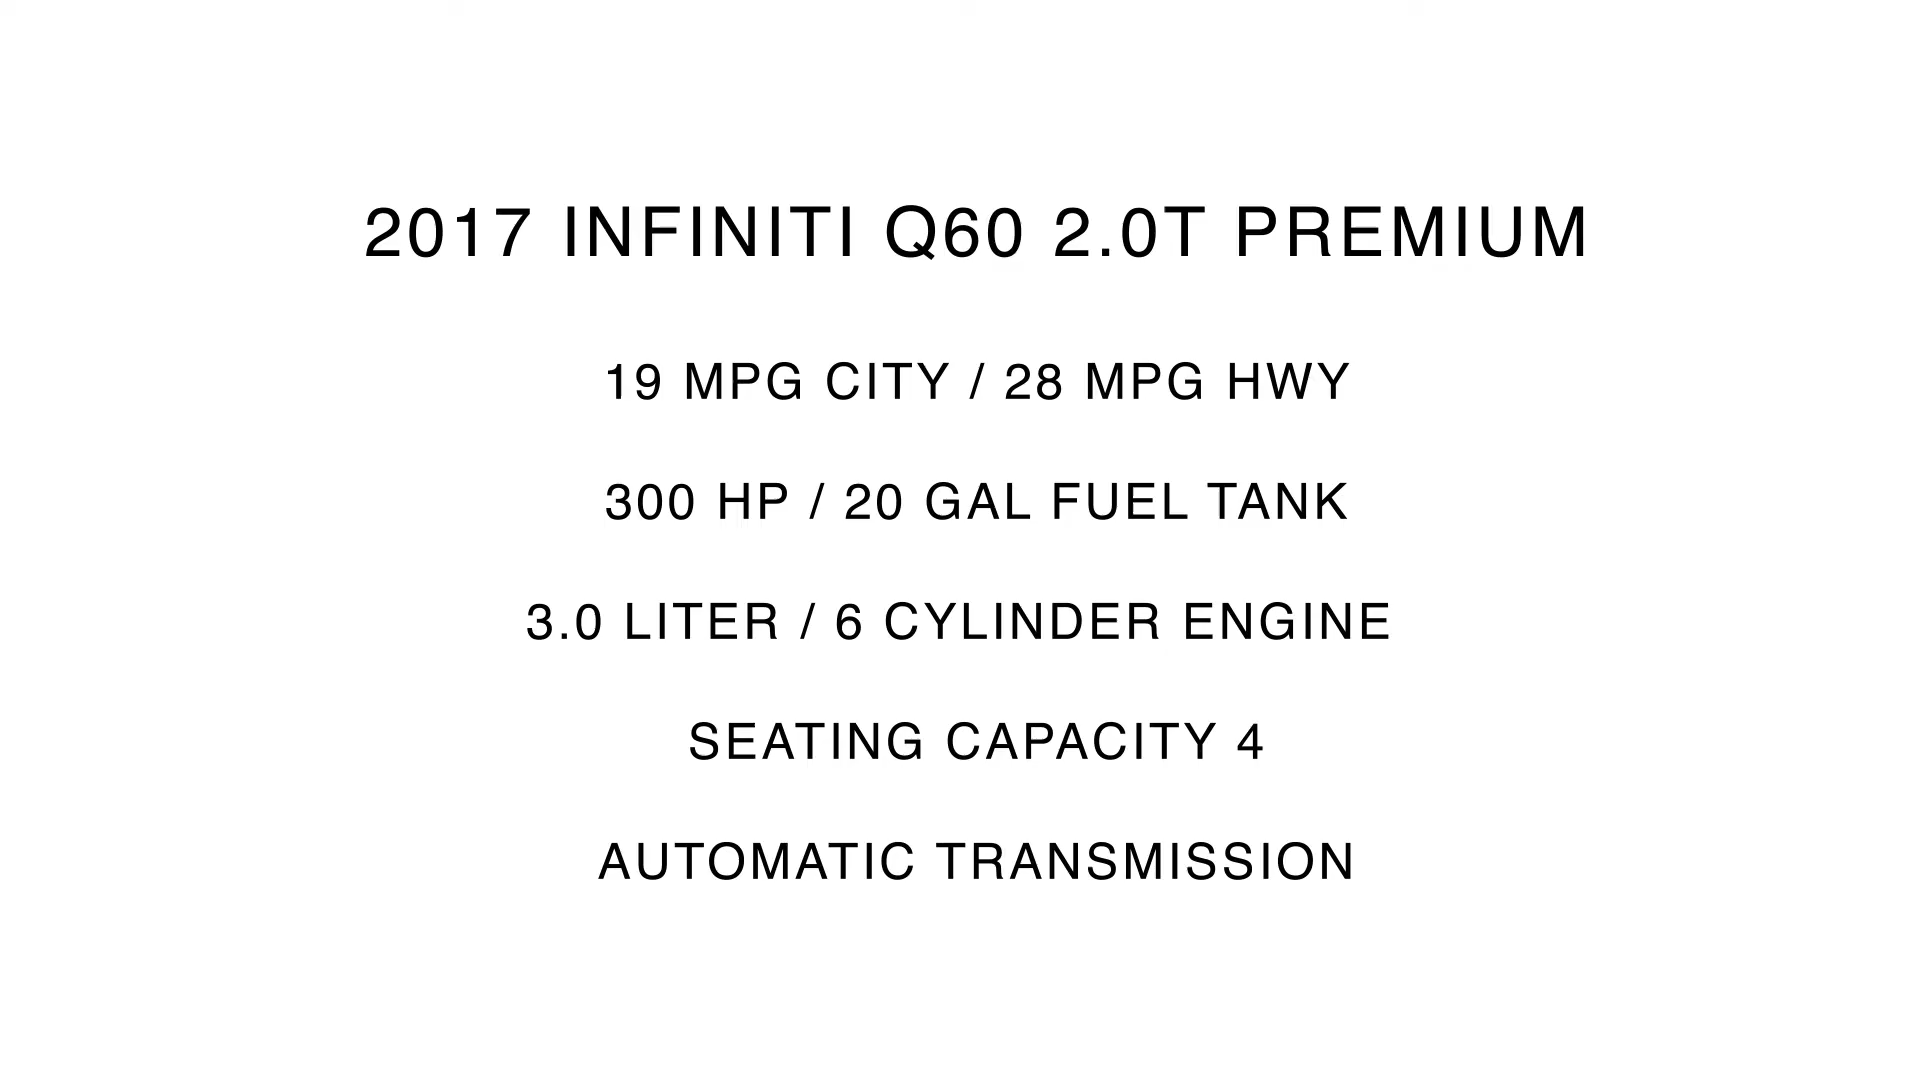 2017 INFINITI Q60 2.0T PREMIUM
19 MPG CITY / 28 MPG HWY
300 HP / 20 GAL FUEL TANK
3.0 LITER / 6 CYLINDER ENGINE
SEATING CAPACITY 4
AUTOMATIC TRANSMISSION